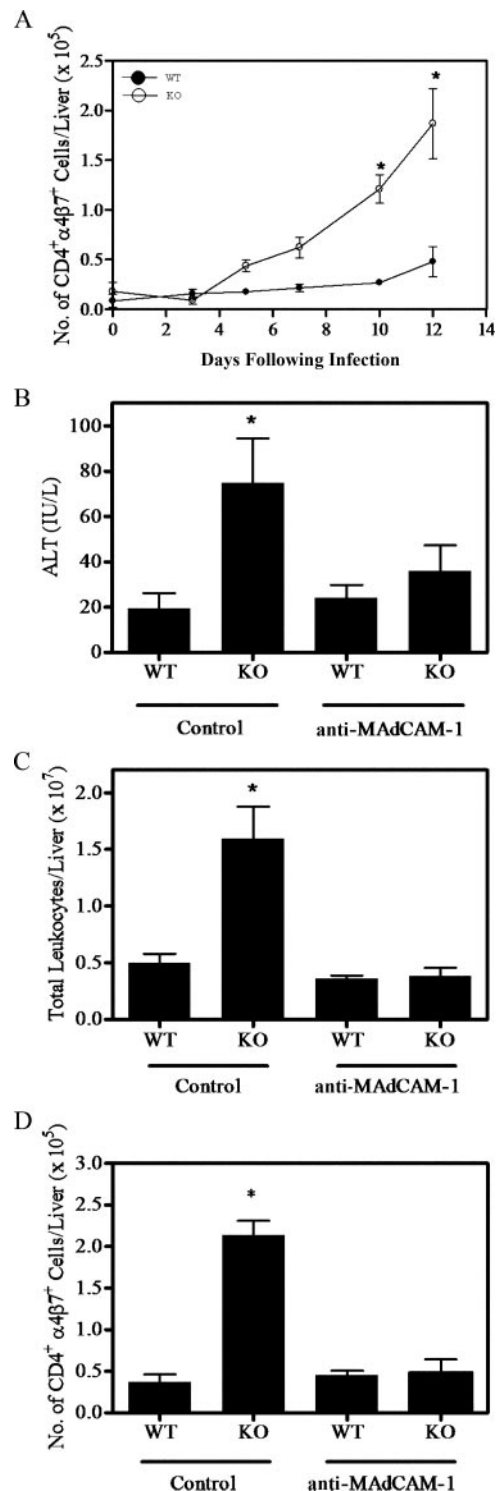 A
No. of CD4+ α4β7+ Cells/Liver (x 10^5)
2.5
2.0
1.5
1.0
0.5
0.0
WT
KO
*
*
0
2
4
6
8
10
12
14
Days Following Infection
B
ALT (IU/L)
100
80
60
40
20
0
*
WT
KO
WT
KO
Control
anti-MAdCAM-1
C
Total Leukocytes/Liver (x 10^7)
2.0
1.5
1.0
0.5
0.0
*
WT
KO
WT
KO
Control
anti-MAdCAM-1
D
No. of CD4+ α4β7+ Cells/Liver (x 10^5)
3.0
2.5
2.0
1.5
1.0
0.5
0.0
*
WT
KO
WT
KO
Control
anti-MAdCAM-1